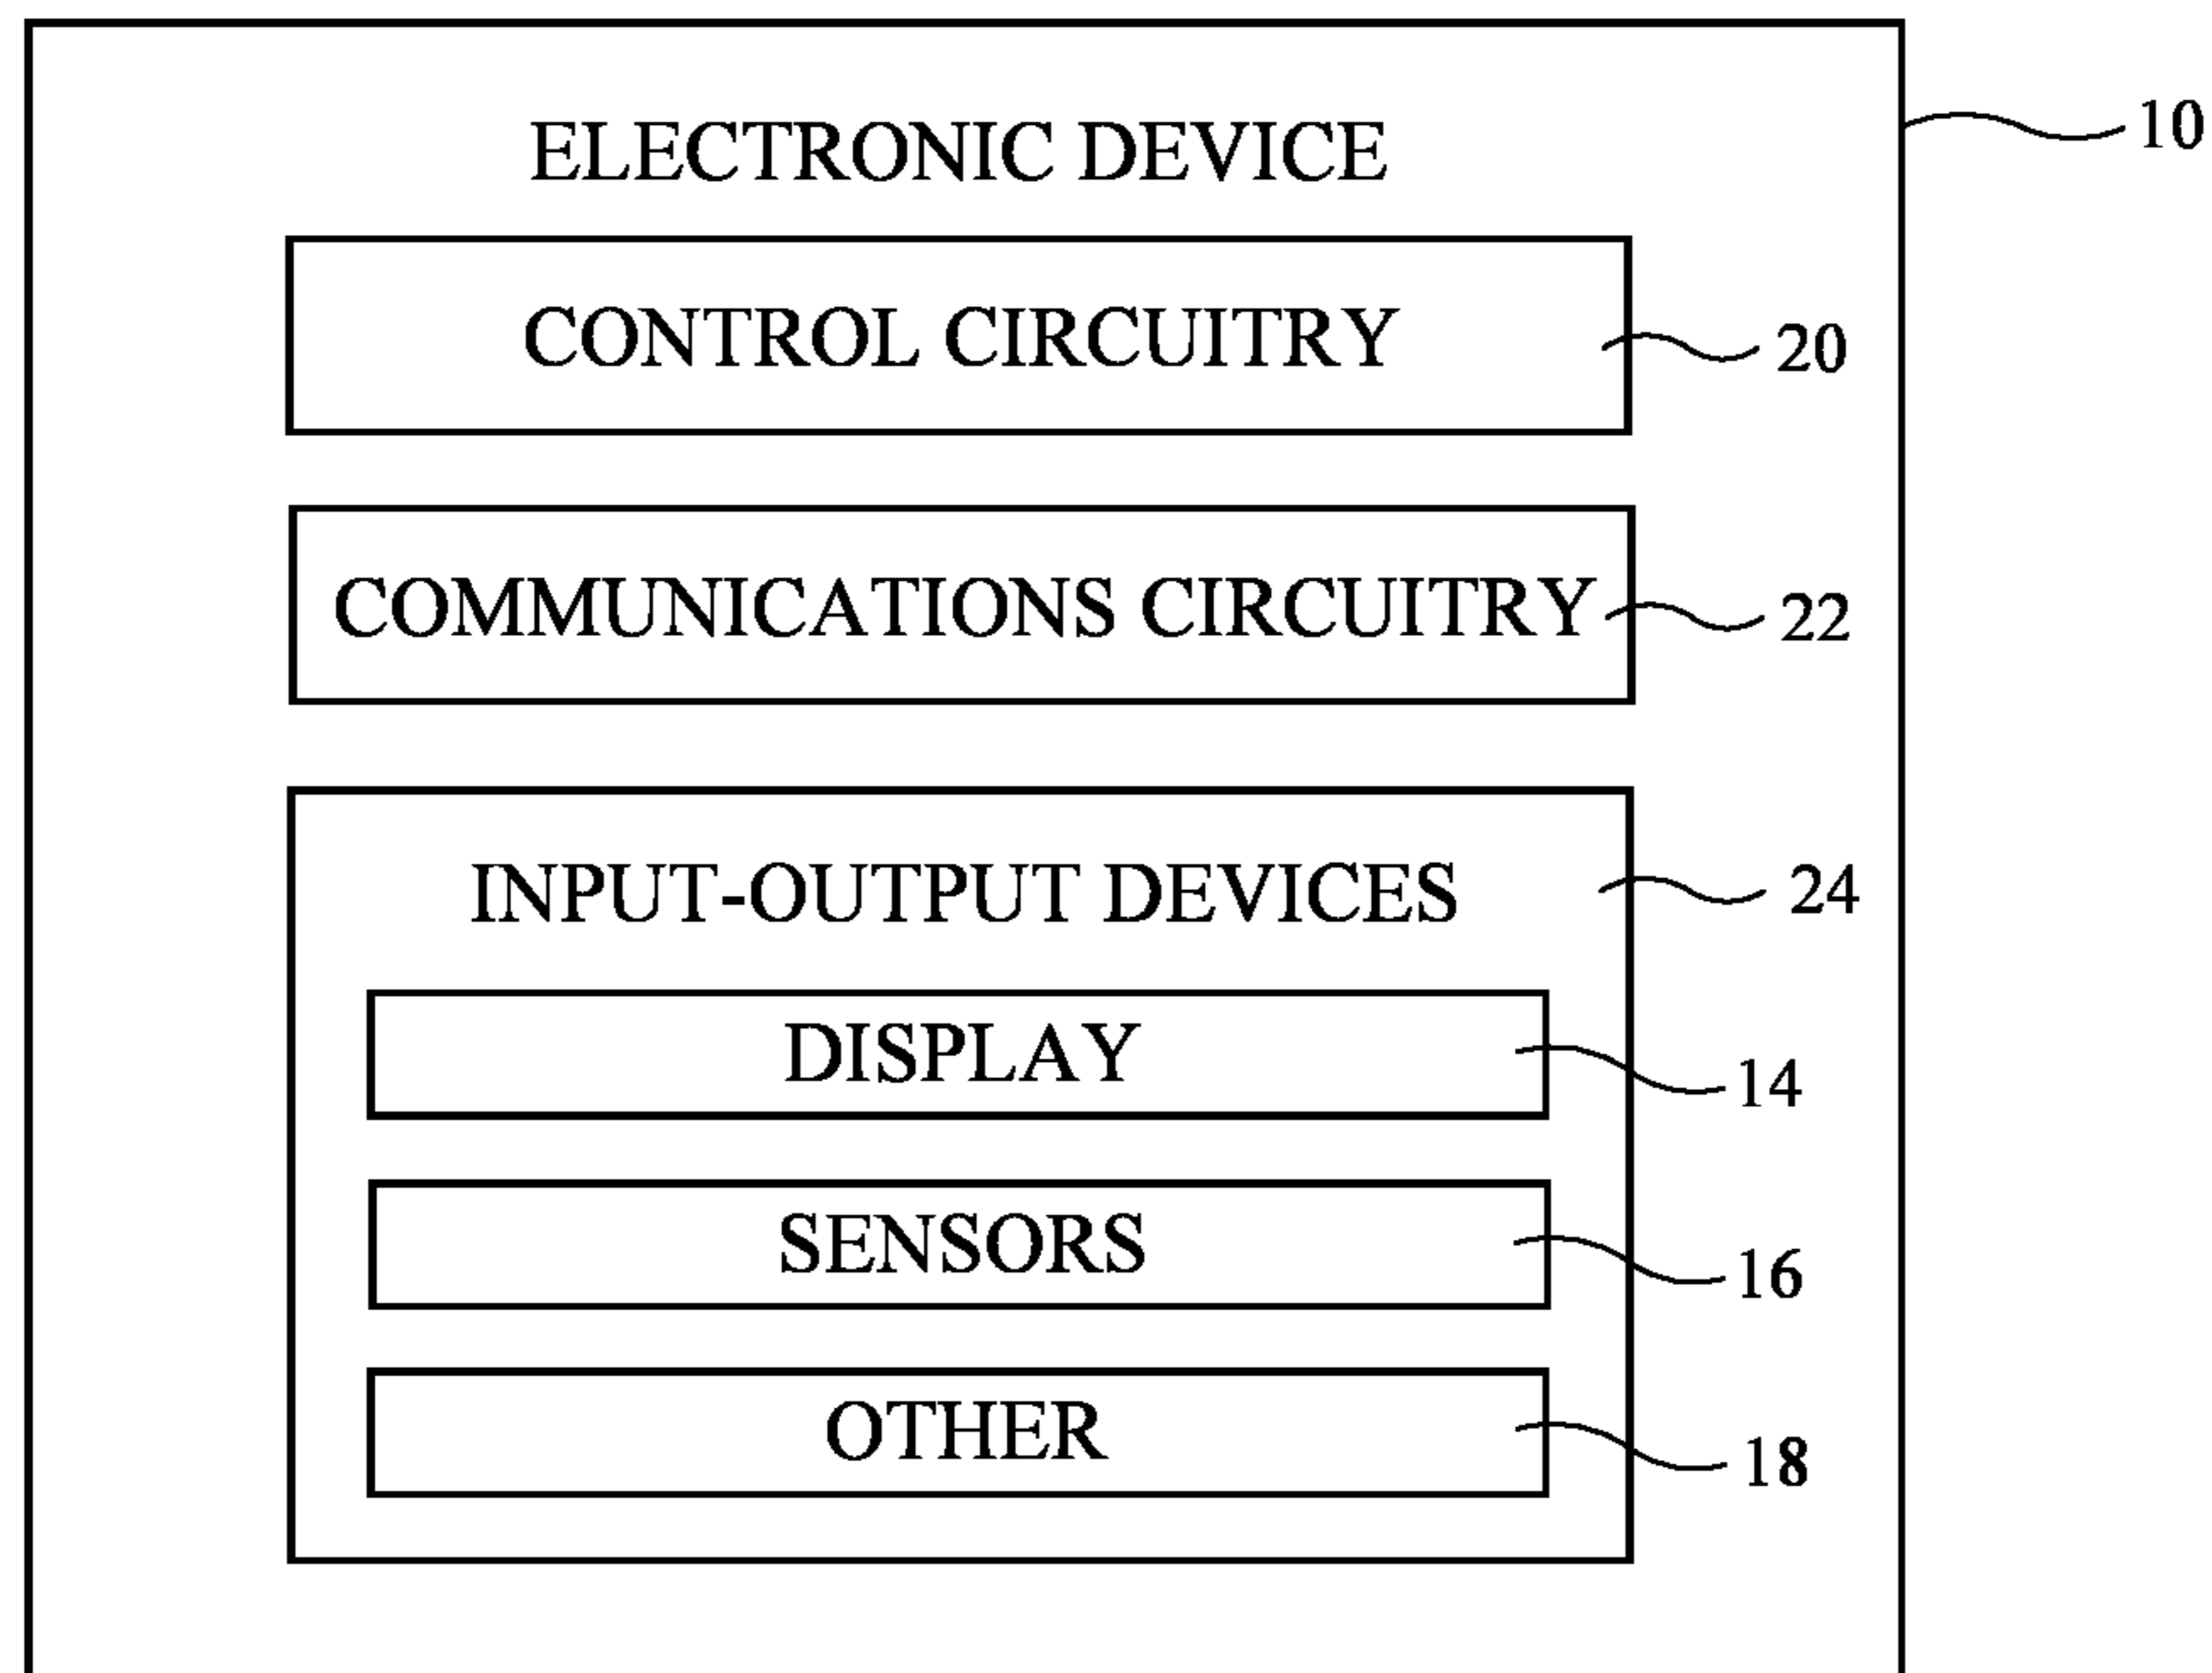 ELECTRONIC DEVICE
10
CONTROL CIRCUITRY
20
COMMUNICATIONS CIRCUITRY
22
INPUT-OUTPUT DEVICES
24
DISPLAY
14
SENSORS
16
OTHER
18